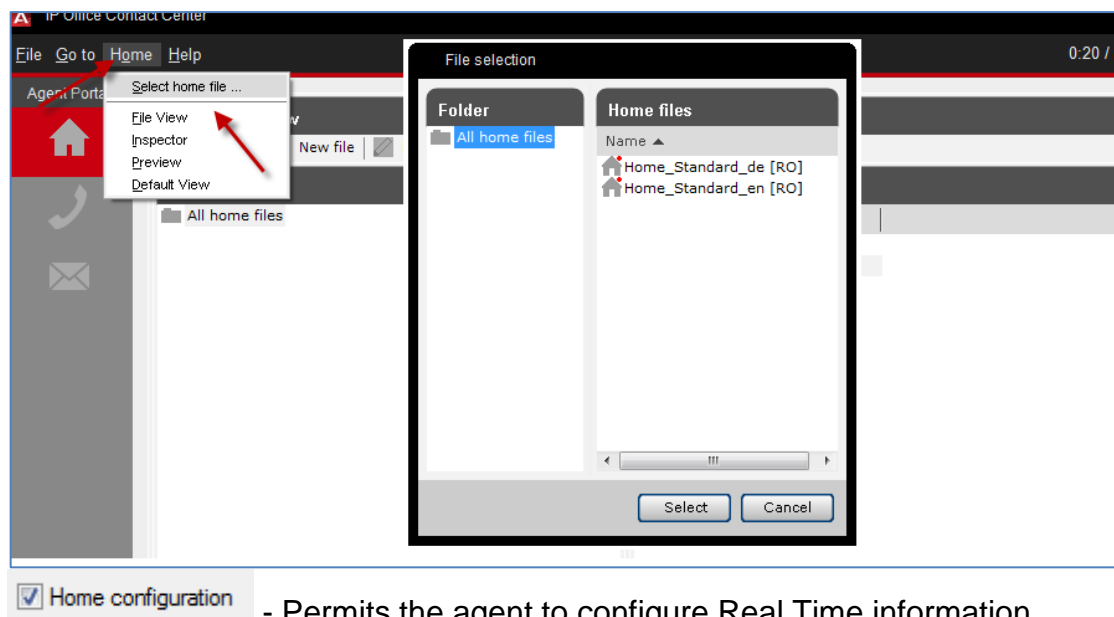 IP Office Contact Center
File Go to Home Help
0:20 /
File selection
Agent Porta
Select home file ...
File View
Inspector
Preview
Default View
New file
All home files
Folder
All home files
Home files
Name
Home_Standard_de [RO]
Home_Standard_en [RO]
Select Cancel
Home configuration - Permits the agent to configure Real Time information